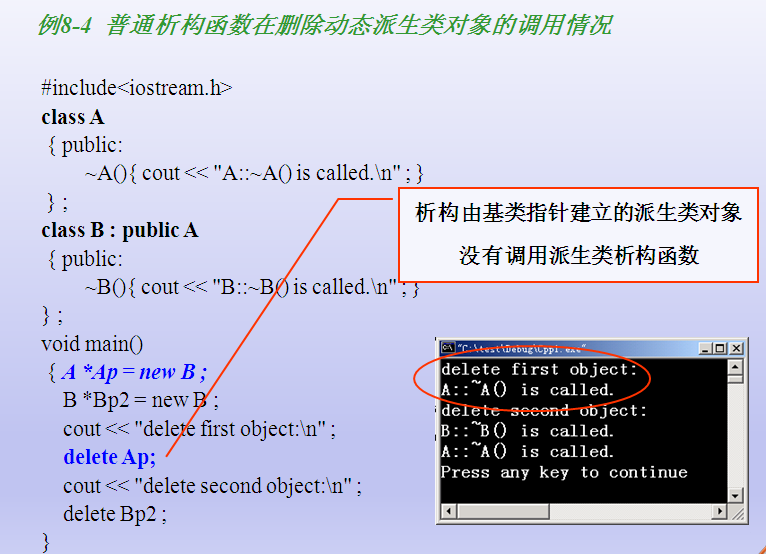 例8-4 普通析构函数在删除动态派生类对象的调用情况
#include<iostream.h>
class A
{ public:
~A(){ cout << "A::~A() is called.\n" ; }
} ;
class B : public A
{ public:
~B(){ cout << "B::~B() is called.\n" ; }
} ;
void main()
{ A *Ap = new B ;
B *Bp2 = new B ;
cout << "delete first object:\n" ;
delete Ap;
cout << "delete second object:\n" ;
delete Bp2 ;
}
析构由基类指针建立的派生类对象
没有调用派生类析构函数
"C:\test\Debug\Cpp1.exe"
delete first object:
A::~A() is called.
delete second object:
B::~B() is called.
A::~A() is called.
Press any key to continue